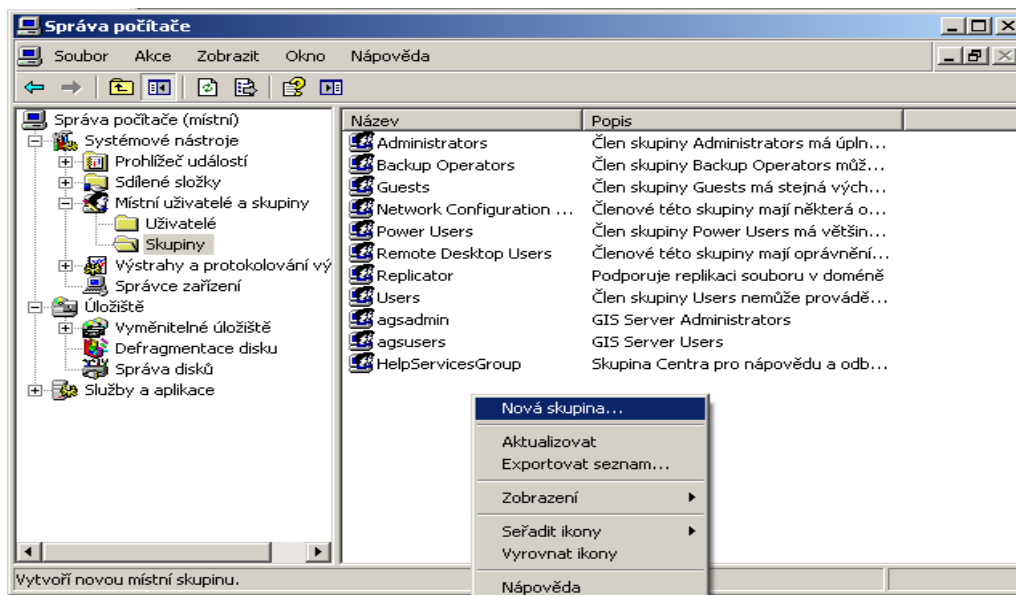 Správa počítače
Soubor Akce Zobrazit Okno Nápověda
Správa počítače (místní)
Systémové nástroje
Prohlížeč událostí
Sdílené složky
Místní uživatelé a skupiny
Uživatelé
Skupiny
Výstrahy a protokolování vý
Správce zařízení
Úložiště
Vyměnitelné úložiště
Defragmentace disku
Správa disků
Služby a aplikace
Název Popis
Administrators Člen skupiny Administrators má úpln...
Backup Operators Člen skupiny Backup Operators můž...
Guests Člen skupiny Guests má stejná vých...
Network Configuration ... Členové této skupiny mají některá o...
Power Users Člen skupiny Power Users má většin...
Remote Desktop Users Členové této skupiny mají oprávnění...
Replicator Podporuje replikaci souboru v doméně
Users Člen skupiny Users nemůže provádě...
agsadmin GIS Server Administrators
agsusers GIS Server Users
HelpServicesGroup Skupina Centra pro nápovědu a odb...
Nová skupina...
Aktualizovat
Exportovat seznam...
Zobrazení
Seřadit ikony
Vyrovnat ikony
Nápověda
Vytvoří novou místní skupinu.